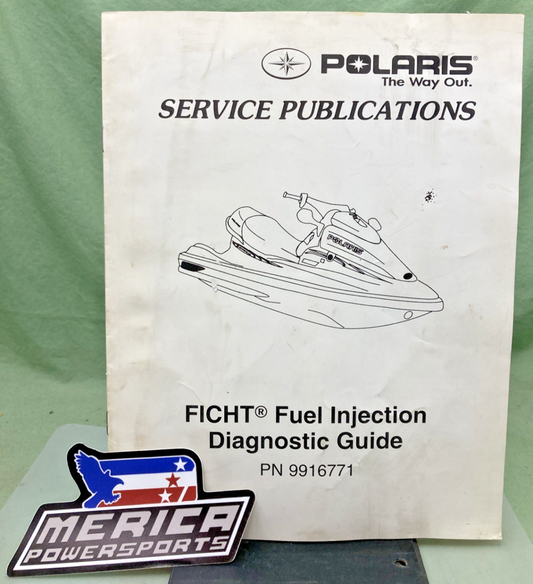 POLARIS®
The Way Out.
SERVICE PUBLICATIONS
POLARIS
FICHT® Fuel Injection
Diagnostic Guide
PN 9916771
MERICA
POWERSPORTS